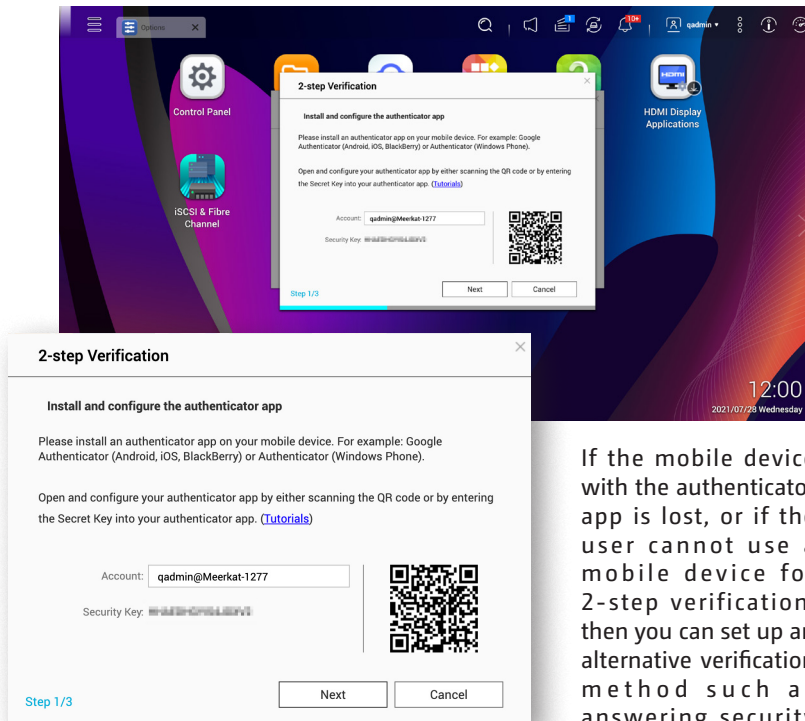 Options
10+
qadmin
Control Panel
HDMI Display
Applications
iSCSI & Fibre
Channel
2-step Verification
Install and configure the authenticator app
Please install an authenticator app on your mobile device. For example: Google
Authenticator (Android, iOS, BlackBerry) or Authenticator (Windows Phone).
Open and configure your authenticator app by either scanning the QR code or by entering
the Secret Key into your authenticator app. (Tutorials)
Account: qadmin@Meerkat-1277
Security Key:
Step 1/3
Next
Cancel
12:00
2021/07/28 Wednesday
2-step Verification
Install and configure the authenticator app
Please install an authenticator app on your mobile device. For example: Google
Authenticator (Android, iOS, BlackBerry) or Authenticator (Windows Phone).
Open and configure your authenticator app by either scanning the QR code or by entering
the Secret Key into your authenticator app. (Tutorials)
Account: qadmin@Meerkat-1277
Security Key:
Step 1/3
Next
Cancel
If the mobile device
with the authenticato
app is lost, or if the
user cannot use a
mobile device fo
2-step verification
then you can set up an
alternative verification
method such a
answering security